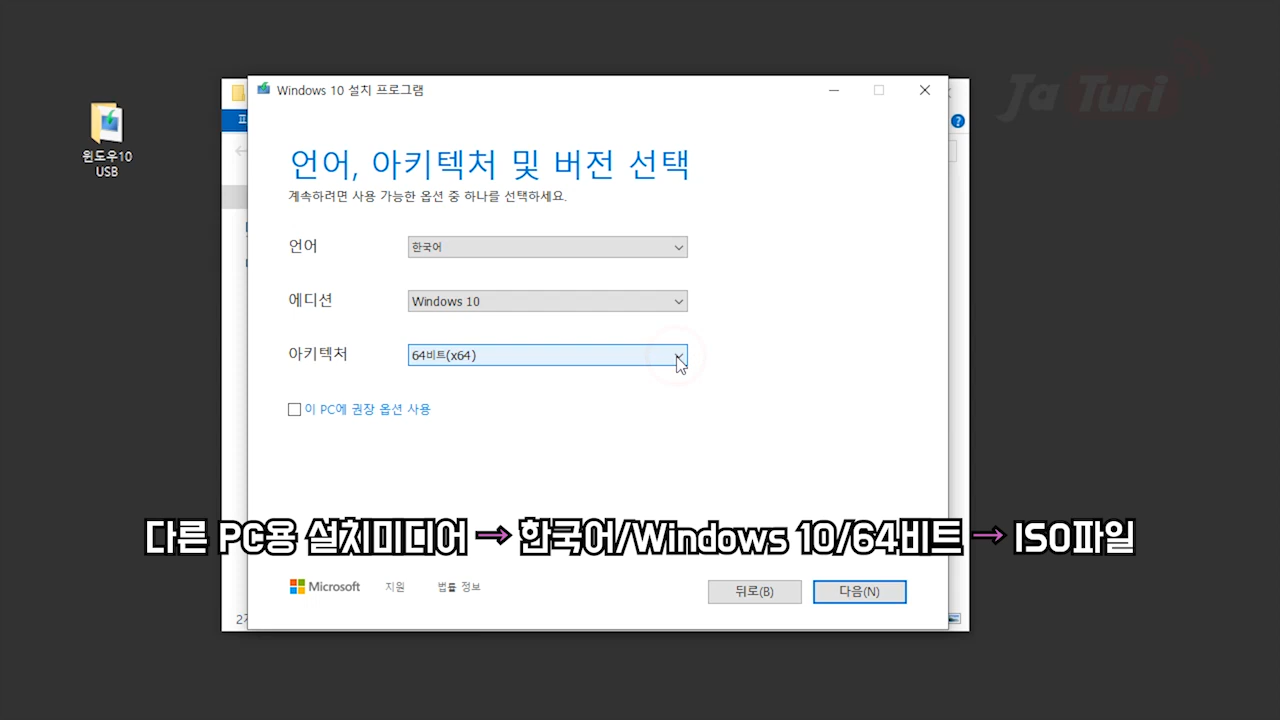 Ja Turi
Windows 10 설치 프로그램
윈도우10
USB
언어, 아키텍처 및 버전 선택
계속하려면 사용 가능한 옵션 중 하나를 선택하세요.
언어
한국어
에디션
Windows 10
아키텍처
64비트(x64)
이 PC에 권장 옵션 사용
다른 PC용 설치미디어 → 한국어/Windows 10/64비트 → ISO파일
Microsoft 지원 법률 정보
뒤로(B) 다음(N)